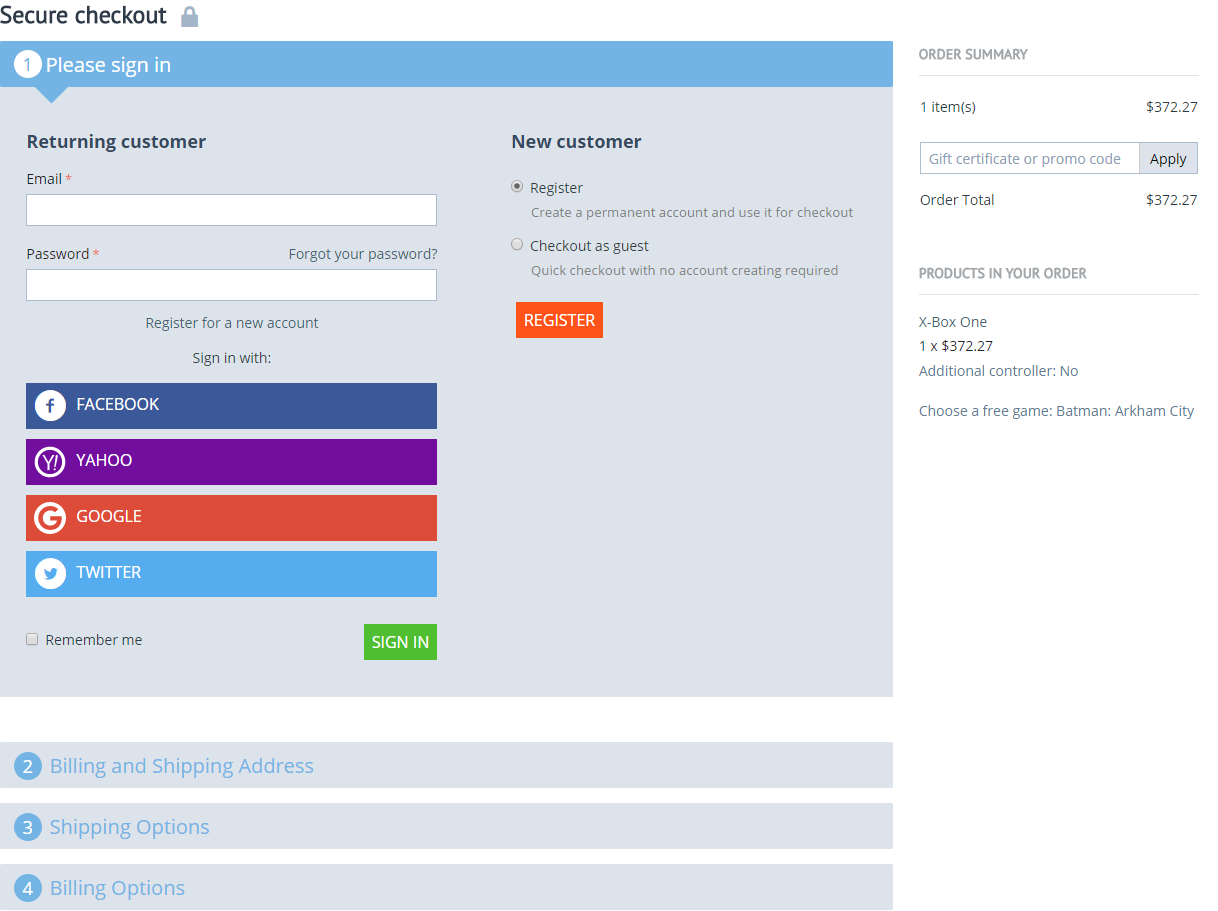 Secure checkout
1 Please sign in
Returning customer
Email *
Password * Forgot your password?
Register for a new account
Sign in with:
f FACEBOOK
Y! YAHOO
G GOOGLE
TWITTER
Remember me SIGN IN
New customer
Register
Create a permanent account and use it for checkout
Checkout as guest
Quick checkout with no account creating required
REGISTER
2 Billing and Shipping Address
3 Shipping Options
4 Billing Options
ORDER SUMMARY
1 item(s) $372.27
Gift certificate or promo code Apply
Order Total $372.27
PRODUCTS IN YOUR ORDER
X-Box One
1 x $372.27
Additional controller: No
Choose a free game: Batman: Arkham City